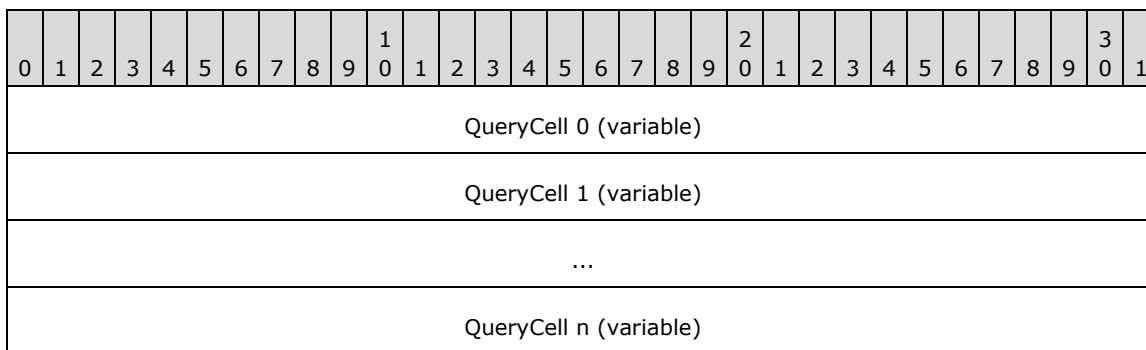 1 2 3
0 1 2 3 4 5 6 7 8 9 0 1 2 3 4 5 6 7 8 9 0 1 2 3 4 5 6 7 8 9 0 1
QueryCell 0 (variable)
QueryCell 1 (variable)
...
QueryCell n (variable)